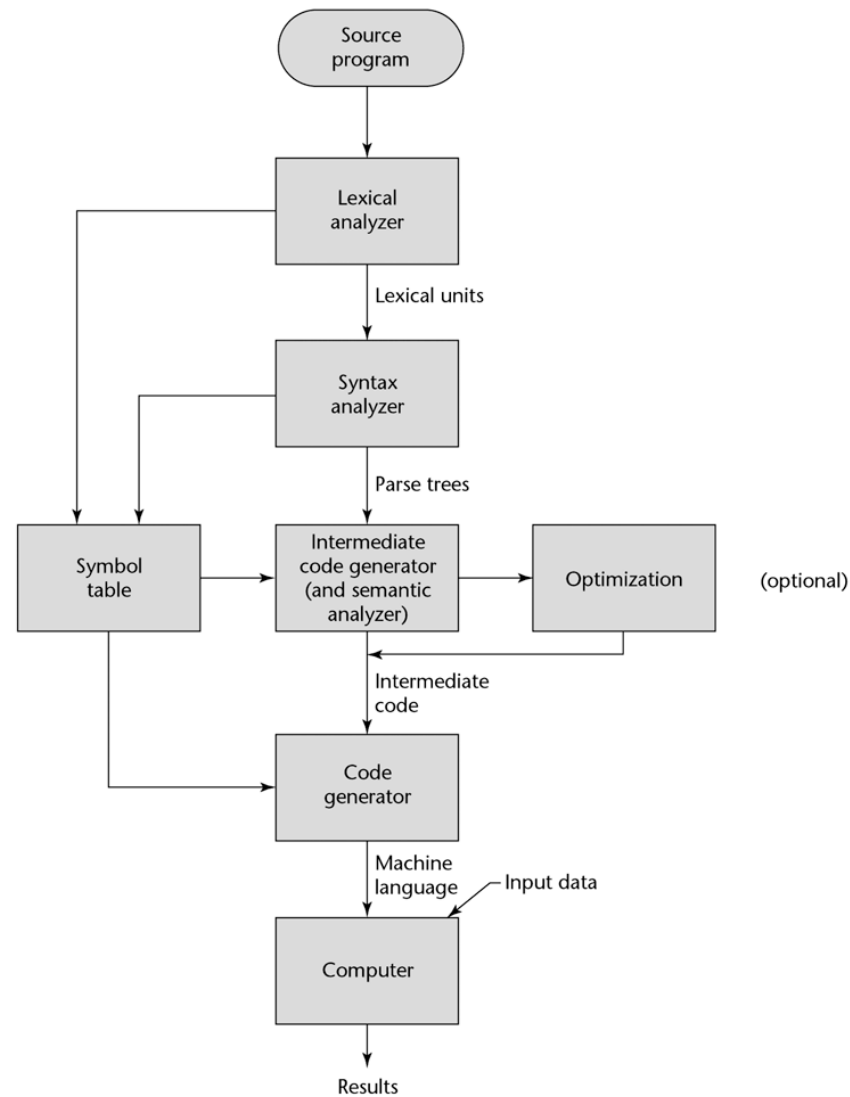 Source
program
Lexical
analyzer
Lexical units
Syntax
analyzer
Parse trees
Symbol
table
Intermediate
code generator
(and semantic
analyzer)
Optimization
(optional)
Intermediate
code
Code
generator
Machine
language
Input data
Computer
Results